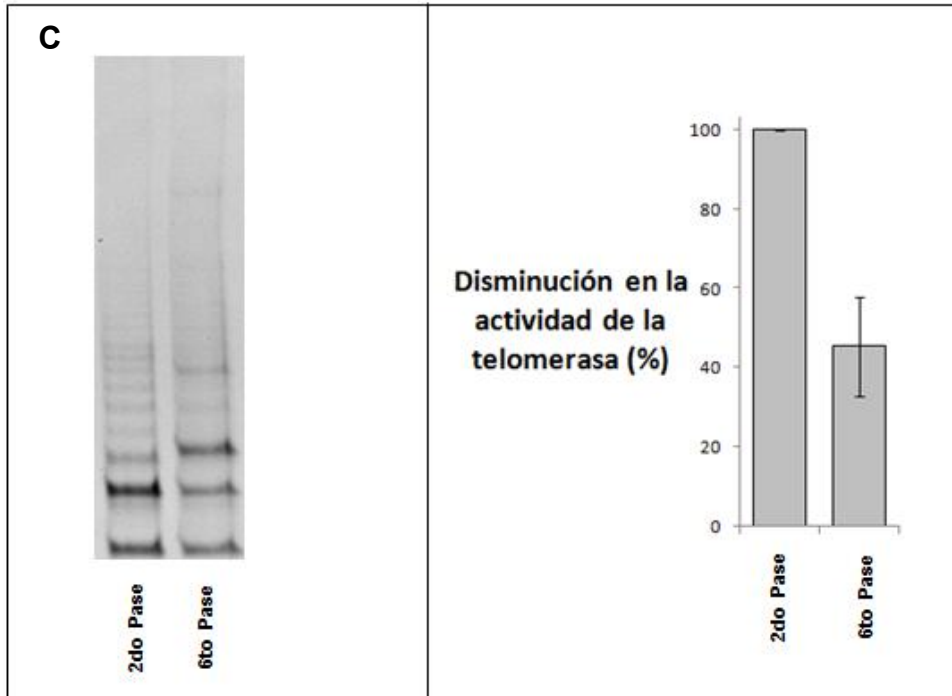 C
2do Pase
6to Pase
Disminución en la
actividad de la
telomerasa (%)
100
80
60
40
20
0
2do Pase
6to Pase